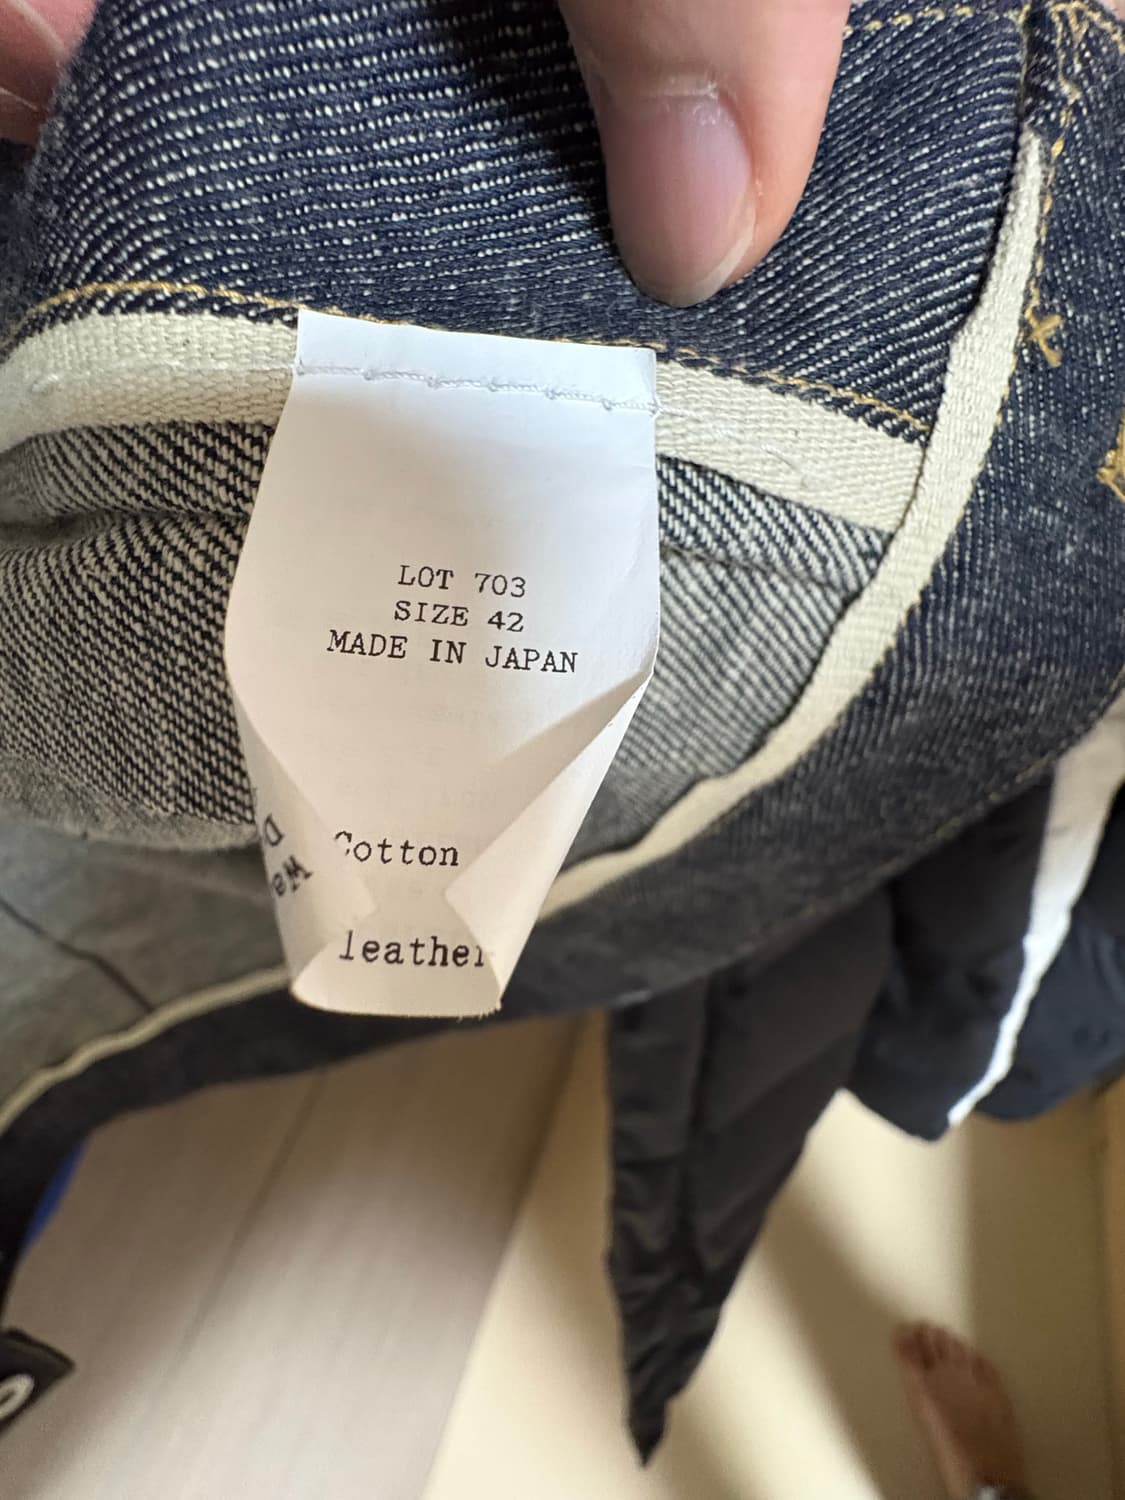 LOT 703
SIZE 42
MADE IN JAPAN
Cotton
leather